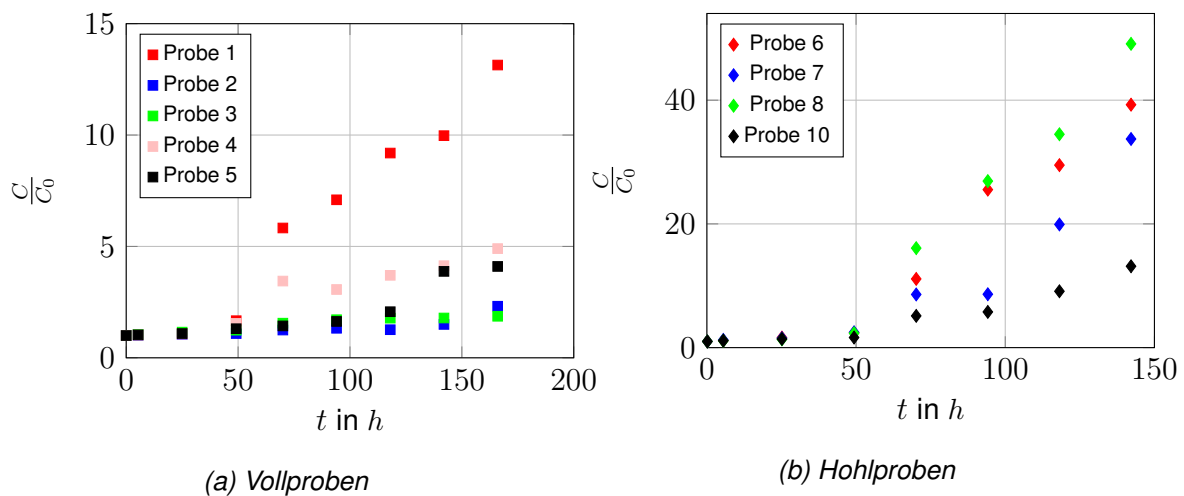 15
10
5
0
C/C₀
Probe 1
Probe 2
Probe 3
Probe 4
Probe 5
0 50 100 150 200
t in h
(a) Vollproben
40
20
0
C/C₀
Probe 6
Probe 7
Probe 8
Probe 10
0 50 100 150
t in h
(b) Hohlproben